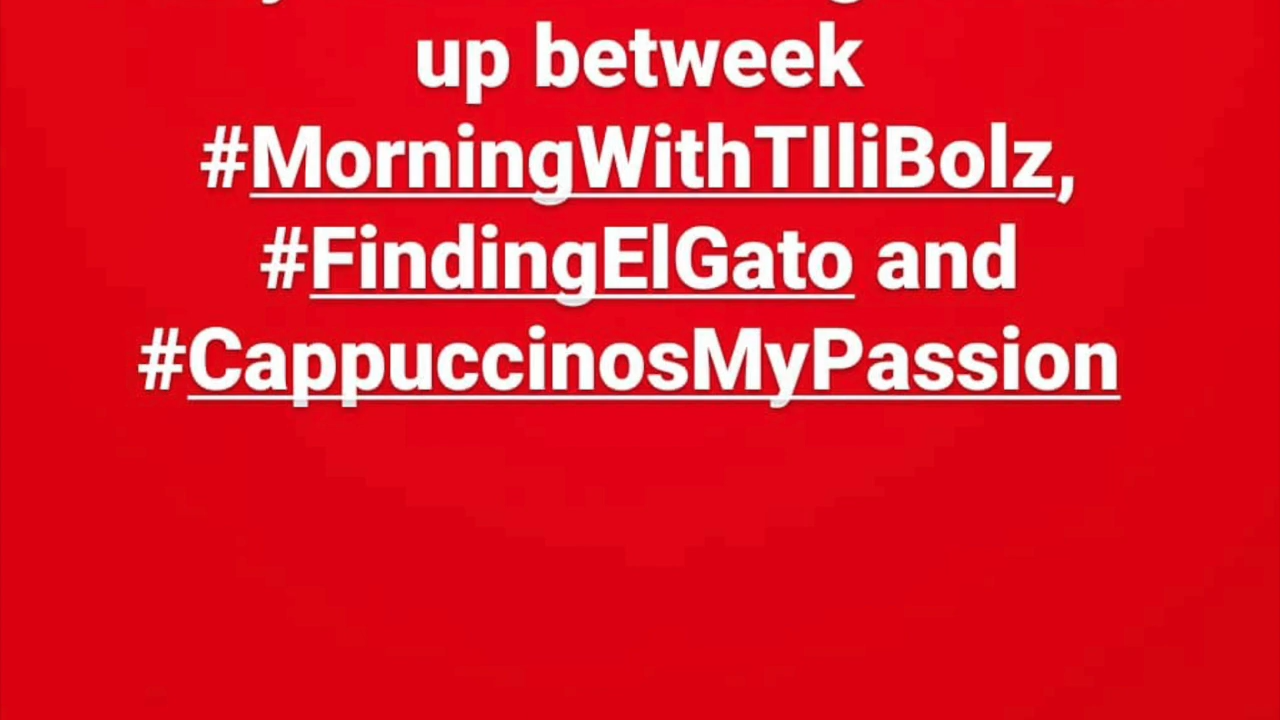 up betweek
#MorningWithTIliBolz,
#FindingElGato and
#CappuccinosMyPassion